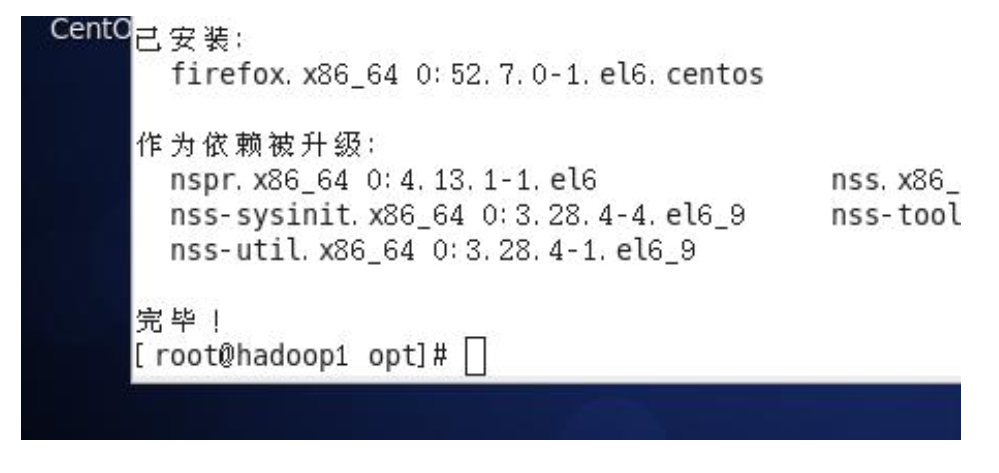 CentO
已安装:
firefox.x86_64 0:52.7.0-1.el6.centos
作为依赖被升级:
nspr.x86_64 0:4.13.1-1.el6 nss.x86_
nss-sysinit.x86_64 0:3.28.4-4.el6_9 nss-tool
nss-util.x86_64 0:3.28.4-1.el6_9
完毕!
[root@hadoop1 opt]#